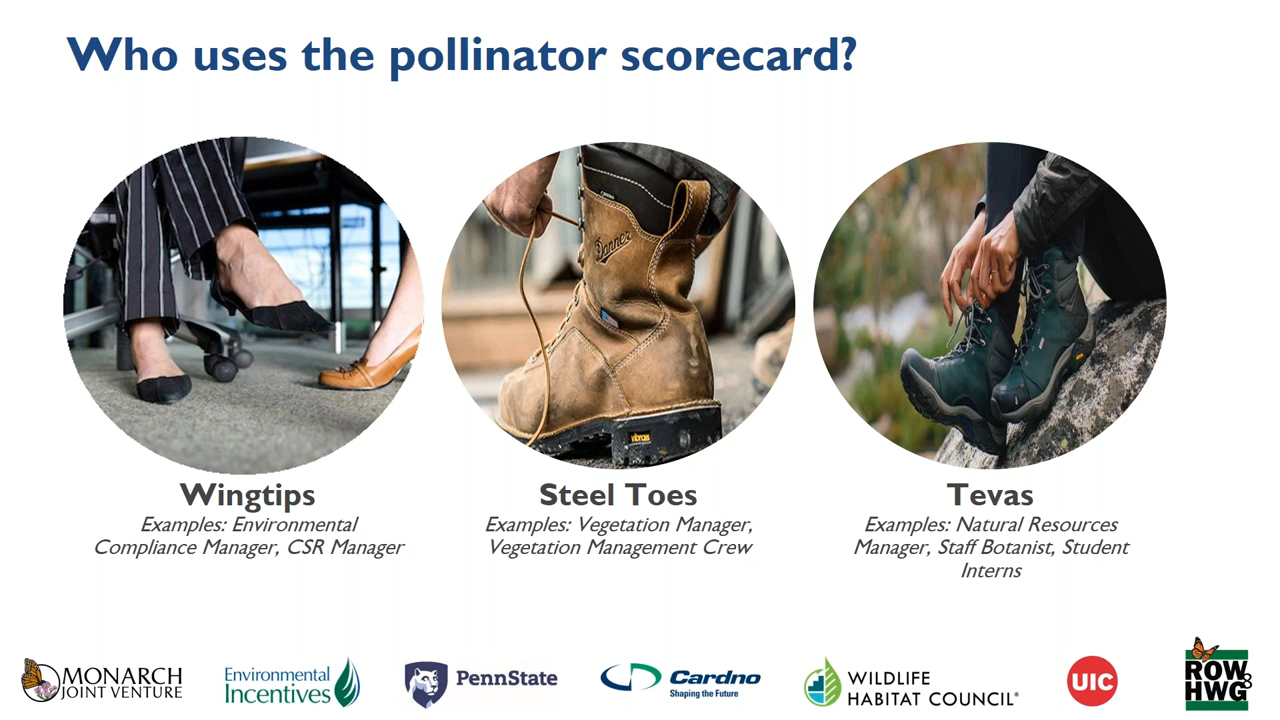 Who uses the pollinator scorecard?
Danner
vibram
Wingtips
Examples: Environmental
Compliance Manager, CSR Manager
Steel Toes
Examples: Vegetation Manager,
Vegetation Management Crew
Tevas
Examples: Natural Resources
Manager, Staff Botanist, Student
Interns
MONARCH
JOINT VENTURE
Environmental
Incentives
PennState
Cardno
Shaping the Future
WILDLIFE
HABITAT COUNCIL®
UIC
ROW
HWG
3